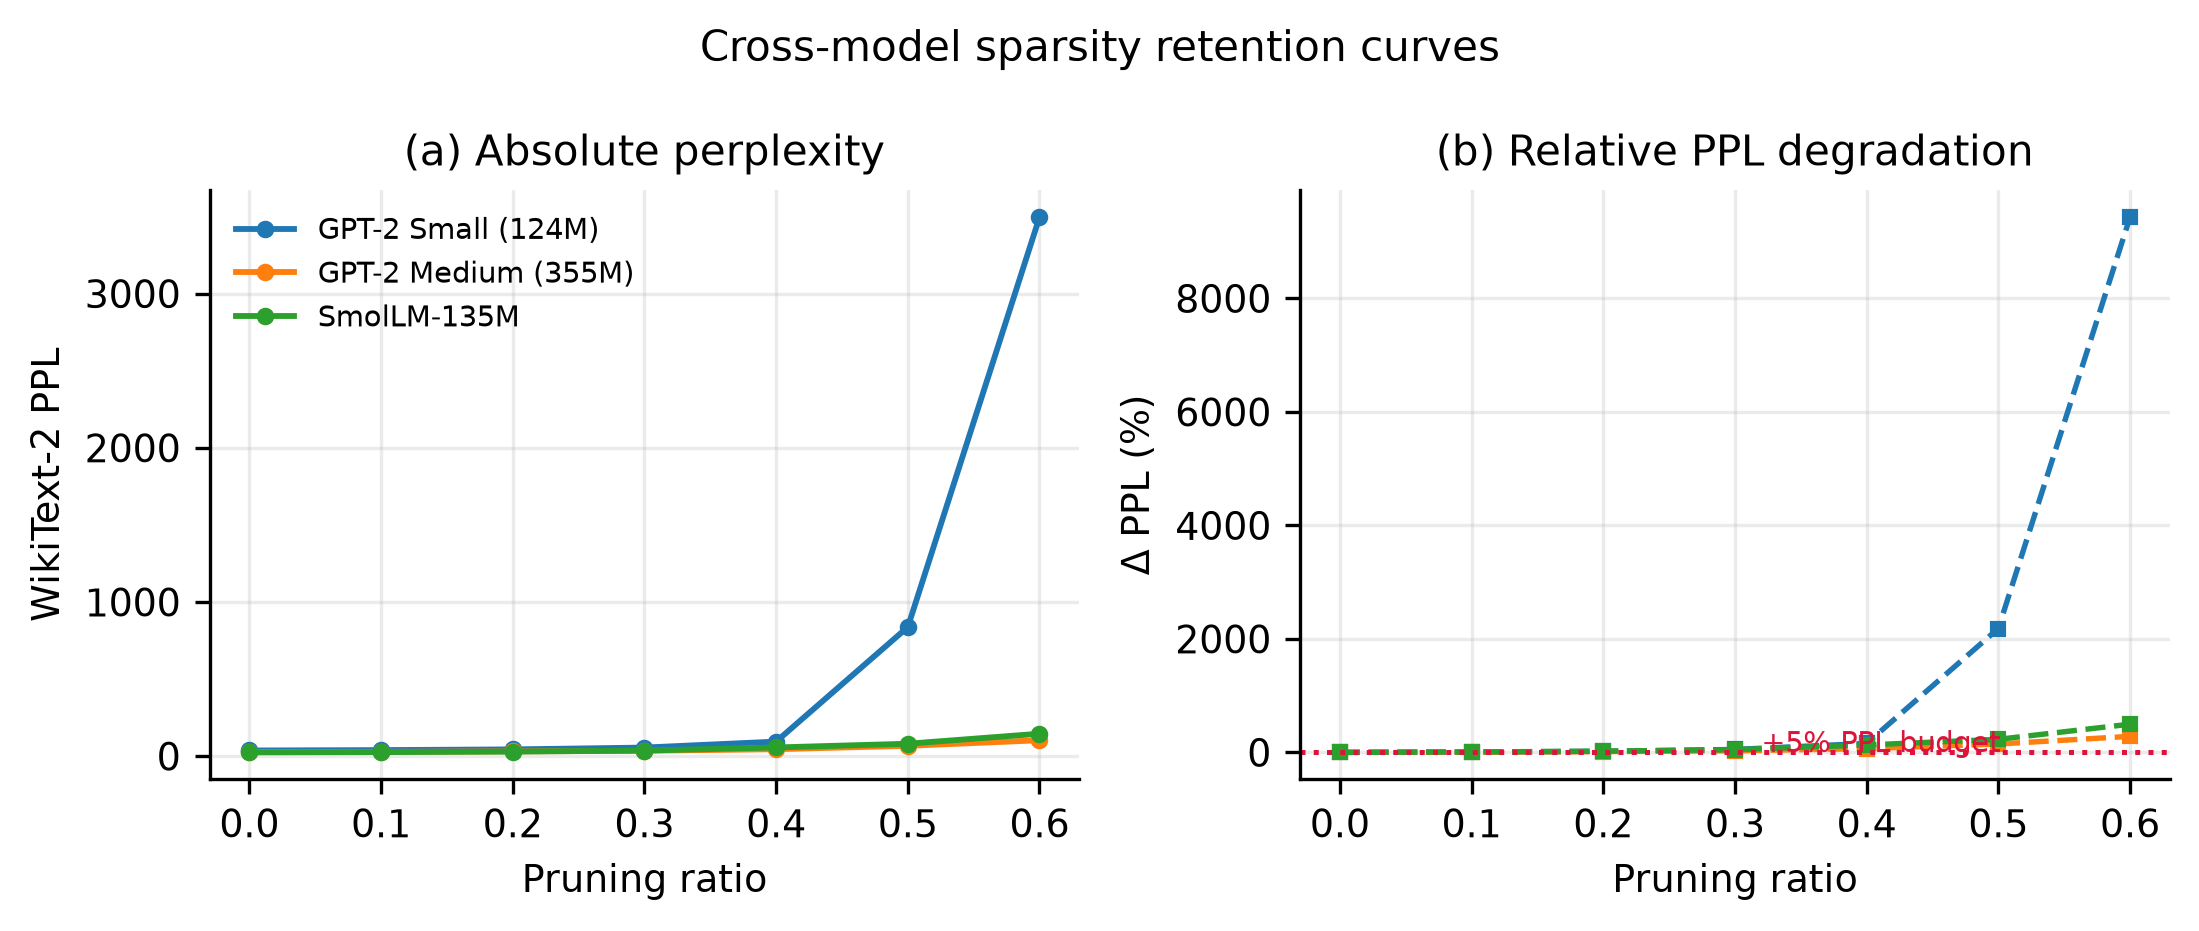 Cross-model sparsity retention curves
(a) Absolute perplexity
GPT-2 Small (124M)
GPT-2 Medium (355M)
SmolLM-135M
WikiText-2 PPL
3000
2000
1000
0
0.0 0.1 0.2 0.3 0.4 0.5 0.6
Pruning ratio
(b) Relative PPL degradation
Δ PPL (%)
8000
6000
4000
2000
0
+5% PPL budget
0.0 0.1 0.2 0.3 0.4 0.5 0.6
Pruning ratio